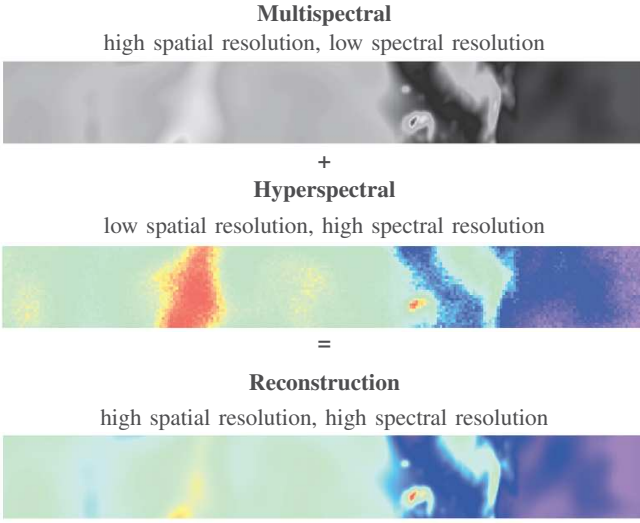 Multispectral
high spatial resolution, low spectral resolution
+
Hyperspectral
low spatial resolution, high spectral resolution
=
Reconstruction
high spatial resolution, high spectral resolution